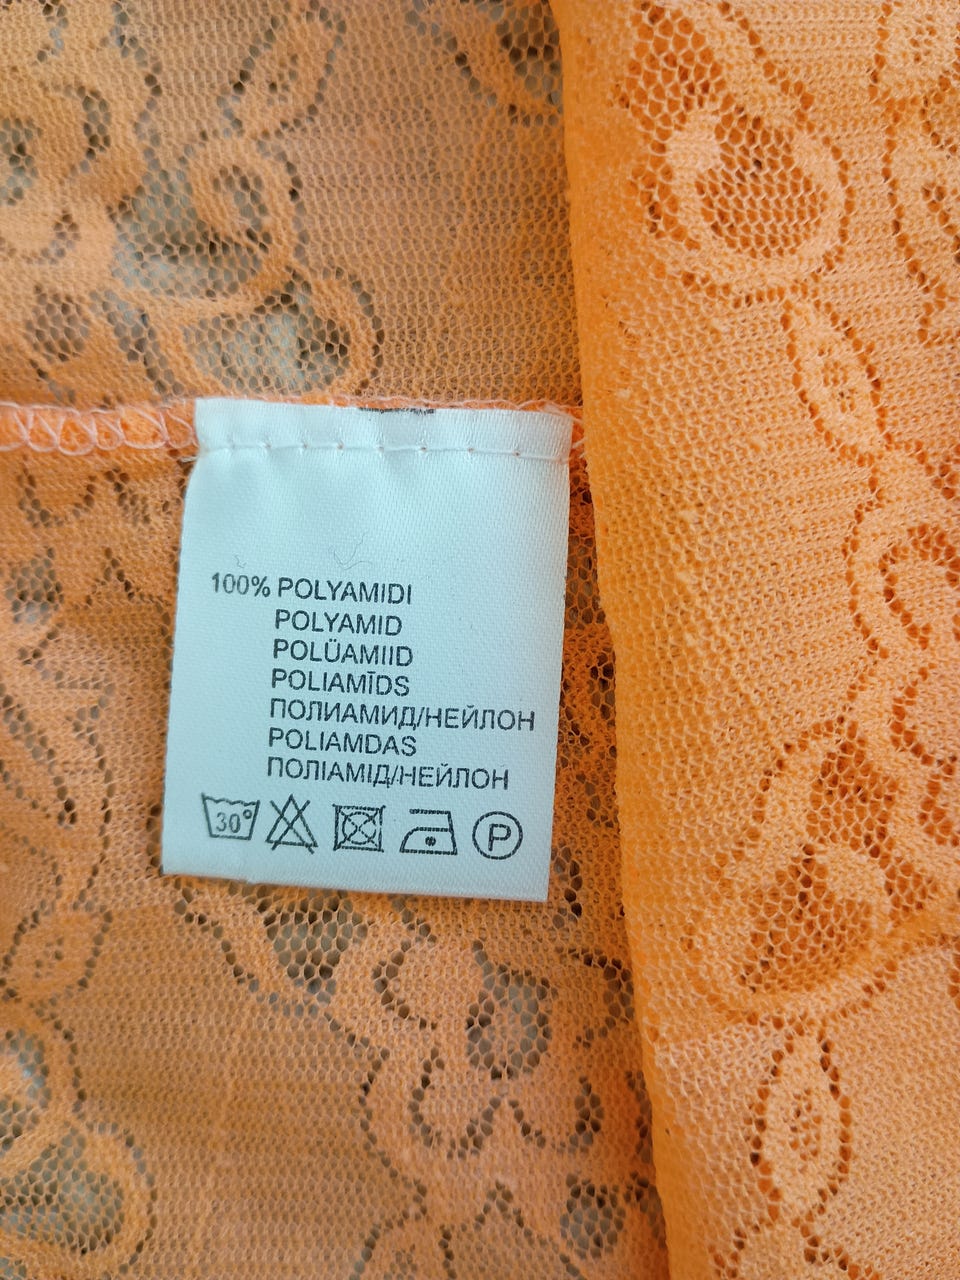 100% POLYAMIDI
POLYAMID
POLÜAMIID
POLIAMĪDS
ПОЛИАМИД/НЕЙЛОН
POLIAMDAS
ПОЛІАМІД/НЕЙЛОН
30°
P